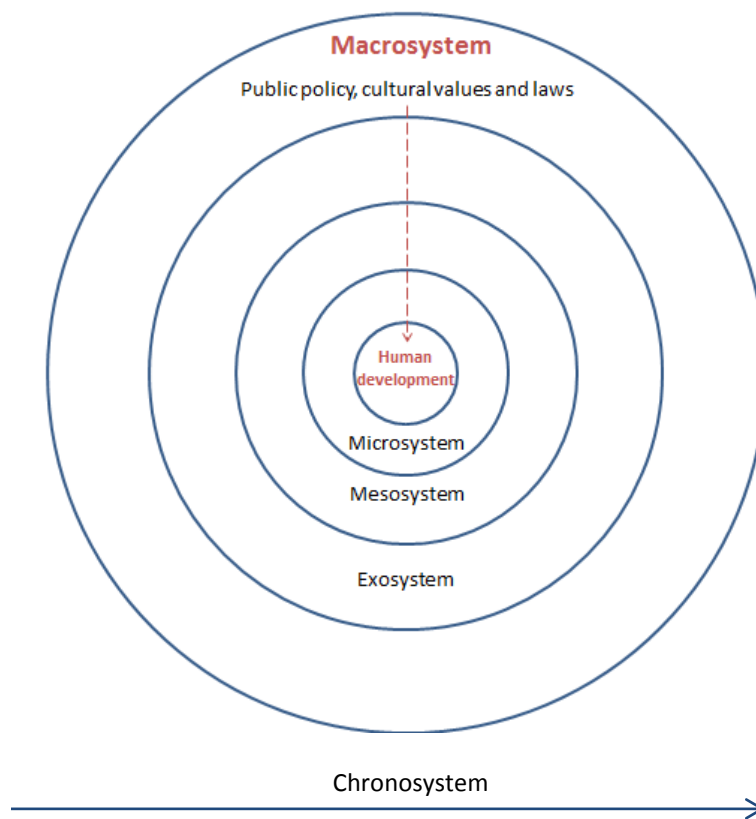 Macrosystem
Public policy, cultural values and laws
Human
development
Microsystem
Mesosystem
Exosystem
Chronosystem